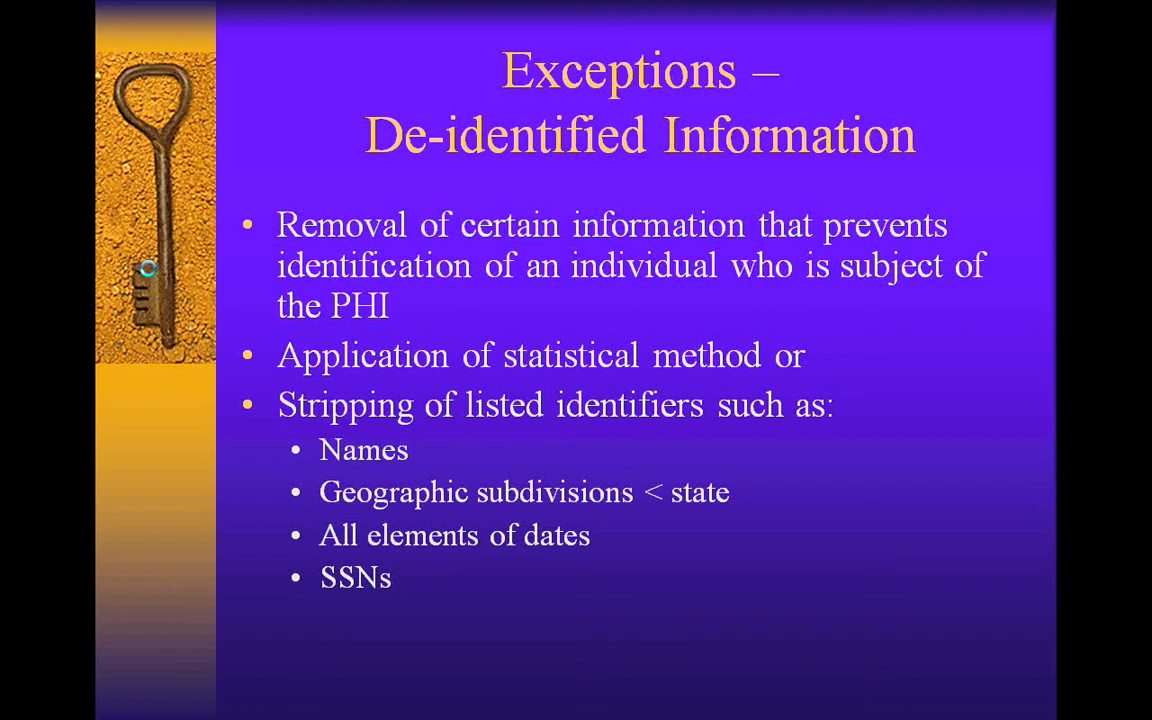 Exceptions –
De-identified Information
• Removal of certain information that prevents
identification of an individual who is subject of
the PHI
• Application of statistical method or
• Stripping of listed identifiers such as:
• Names
• Geographic subdivisions < state
• All elements of dates
• SSNs